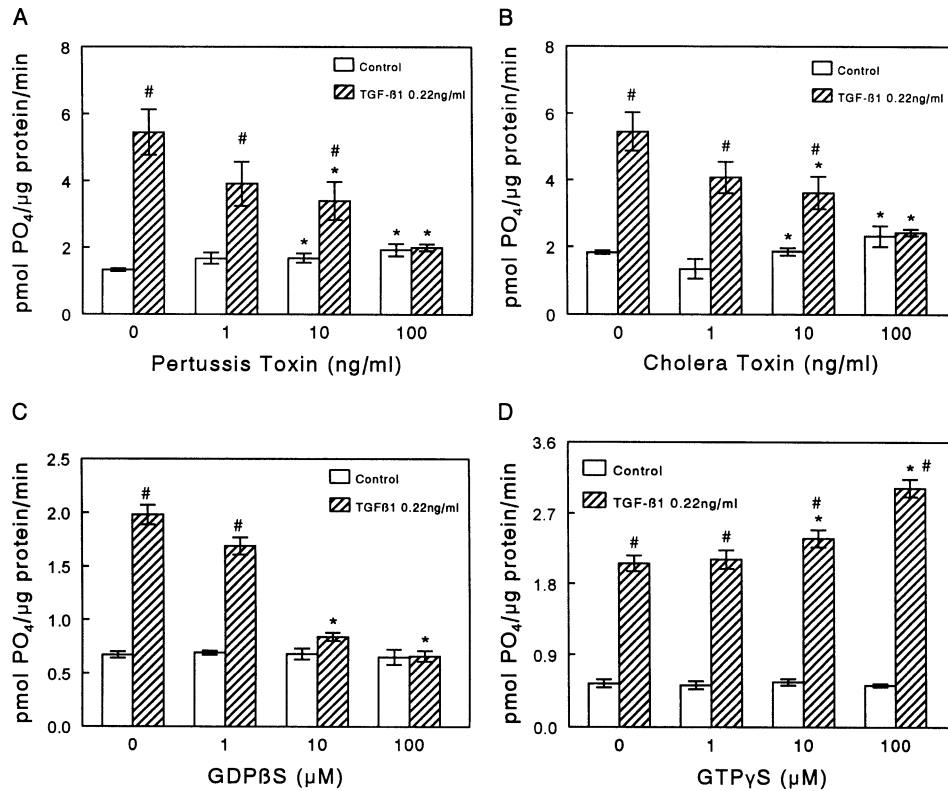 A
pmol PO₄/µg protein/min
8
6
4
2
0
Control
TGF-ß1 0.22ng/ml
#
#
#
*
*
*
*
0 1 10 100
Pertussis Toxin (ng/ml)
B
pmol PO₄/µg protein/min
8
6
4
2
0
Control
TGF-ß1 0.22ng/ml
#
#
#
*
*
*
*
0 1 10 100
Cholera Toxin (ng/ml)
C
pmol PO₄/µg protein/min
2.5
2.0
1.5
1.0
0.5
0.0
Control
TGFß1 0.22ng/ml
#
#
*
*
0 1 10 100
GDPßS (µM)
D
pmol PO₄/µg protein/min
3.6
2.7
1.8
0.9
0.0
Control
TGF-ß1 0.22ng/ml
#
#
#
*
* #
0 1 10 100
GTPγS (µM)